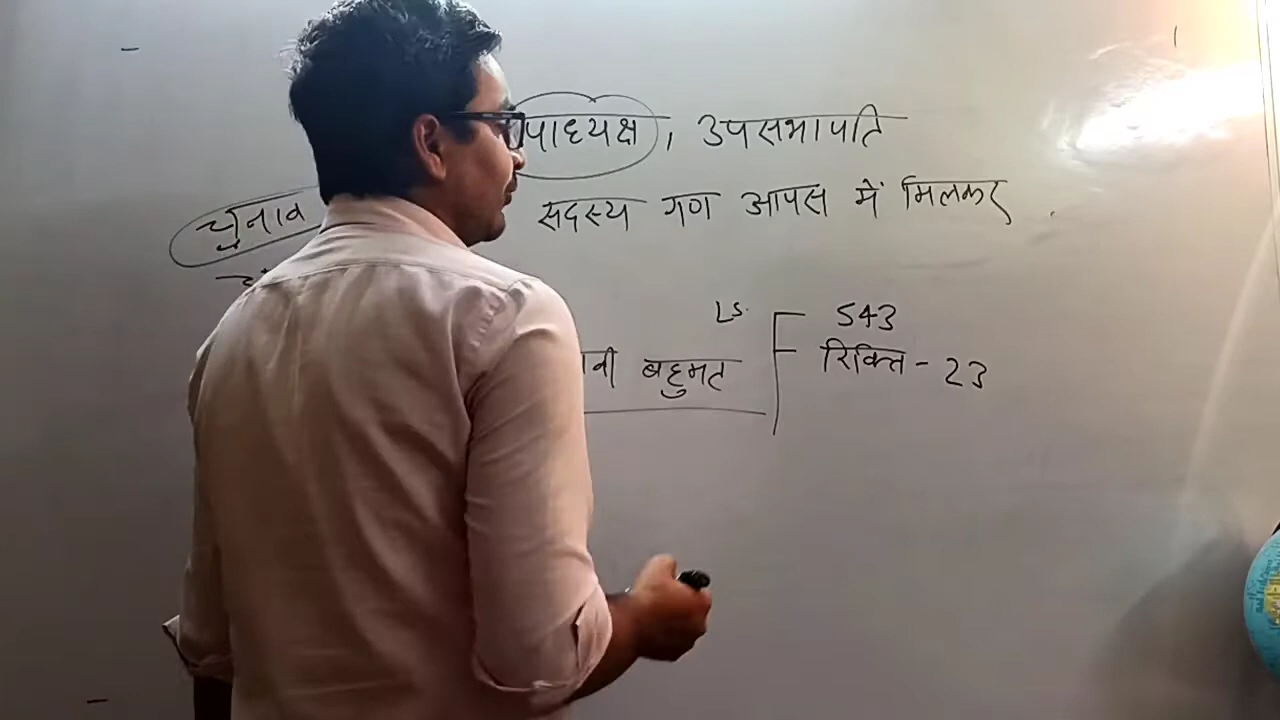 पाध्यक्ष, उपसभापति
चुनाव सदस्य गण आपस में मिलकर
LS. 543
रिक्ति - 23
वी बहुमत